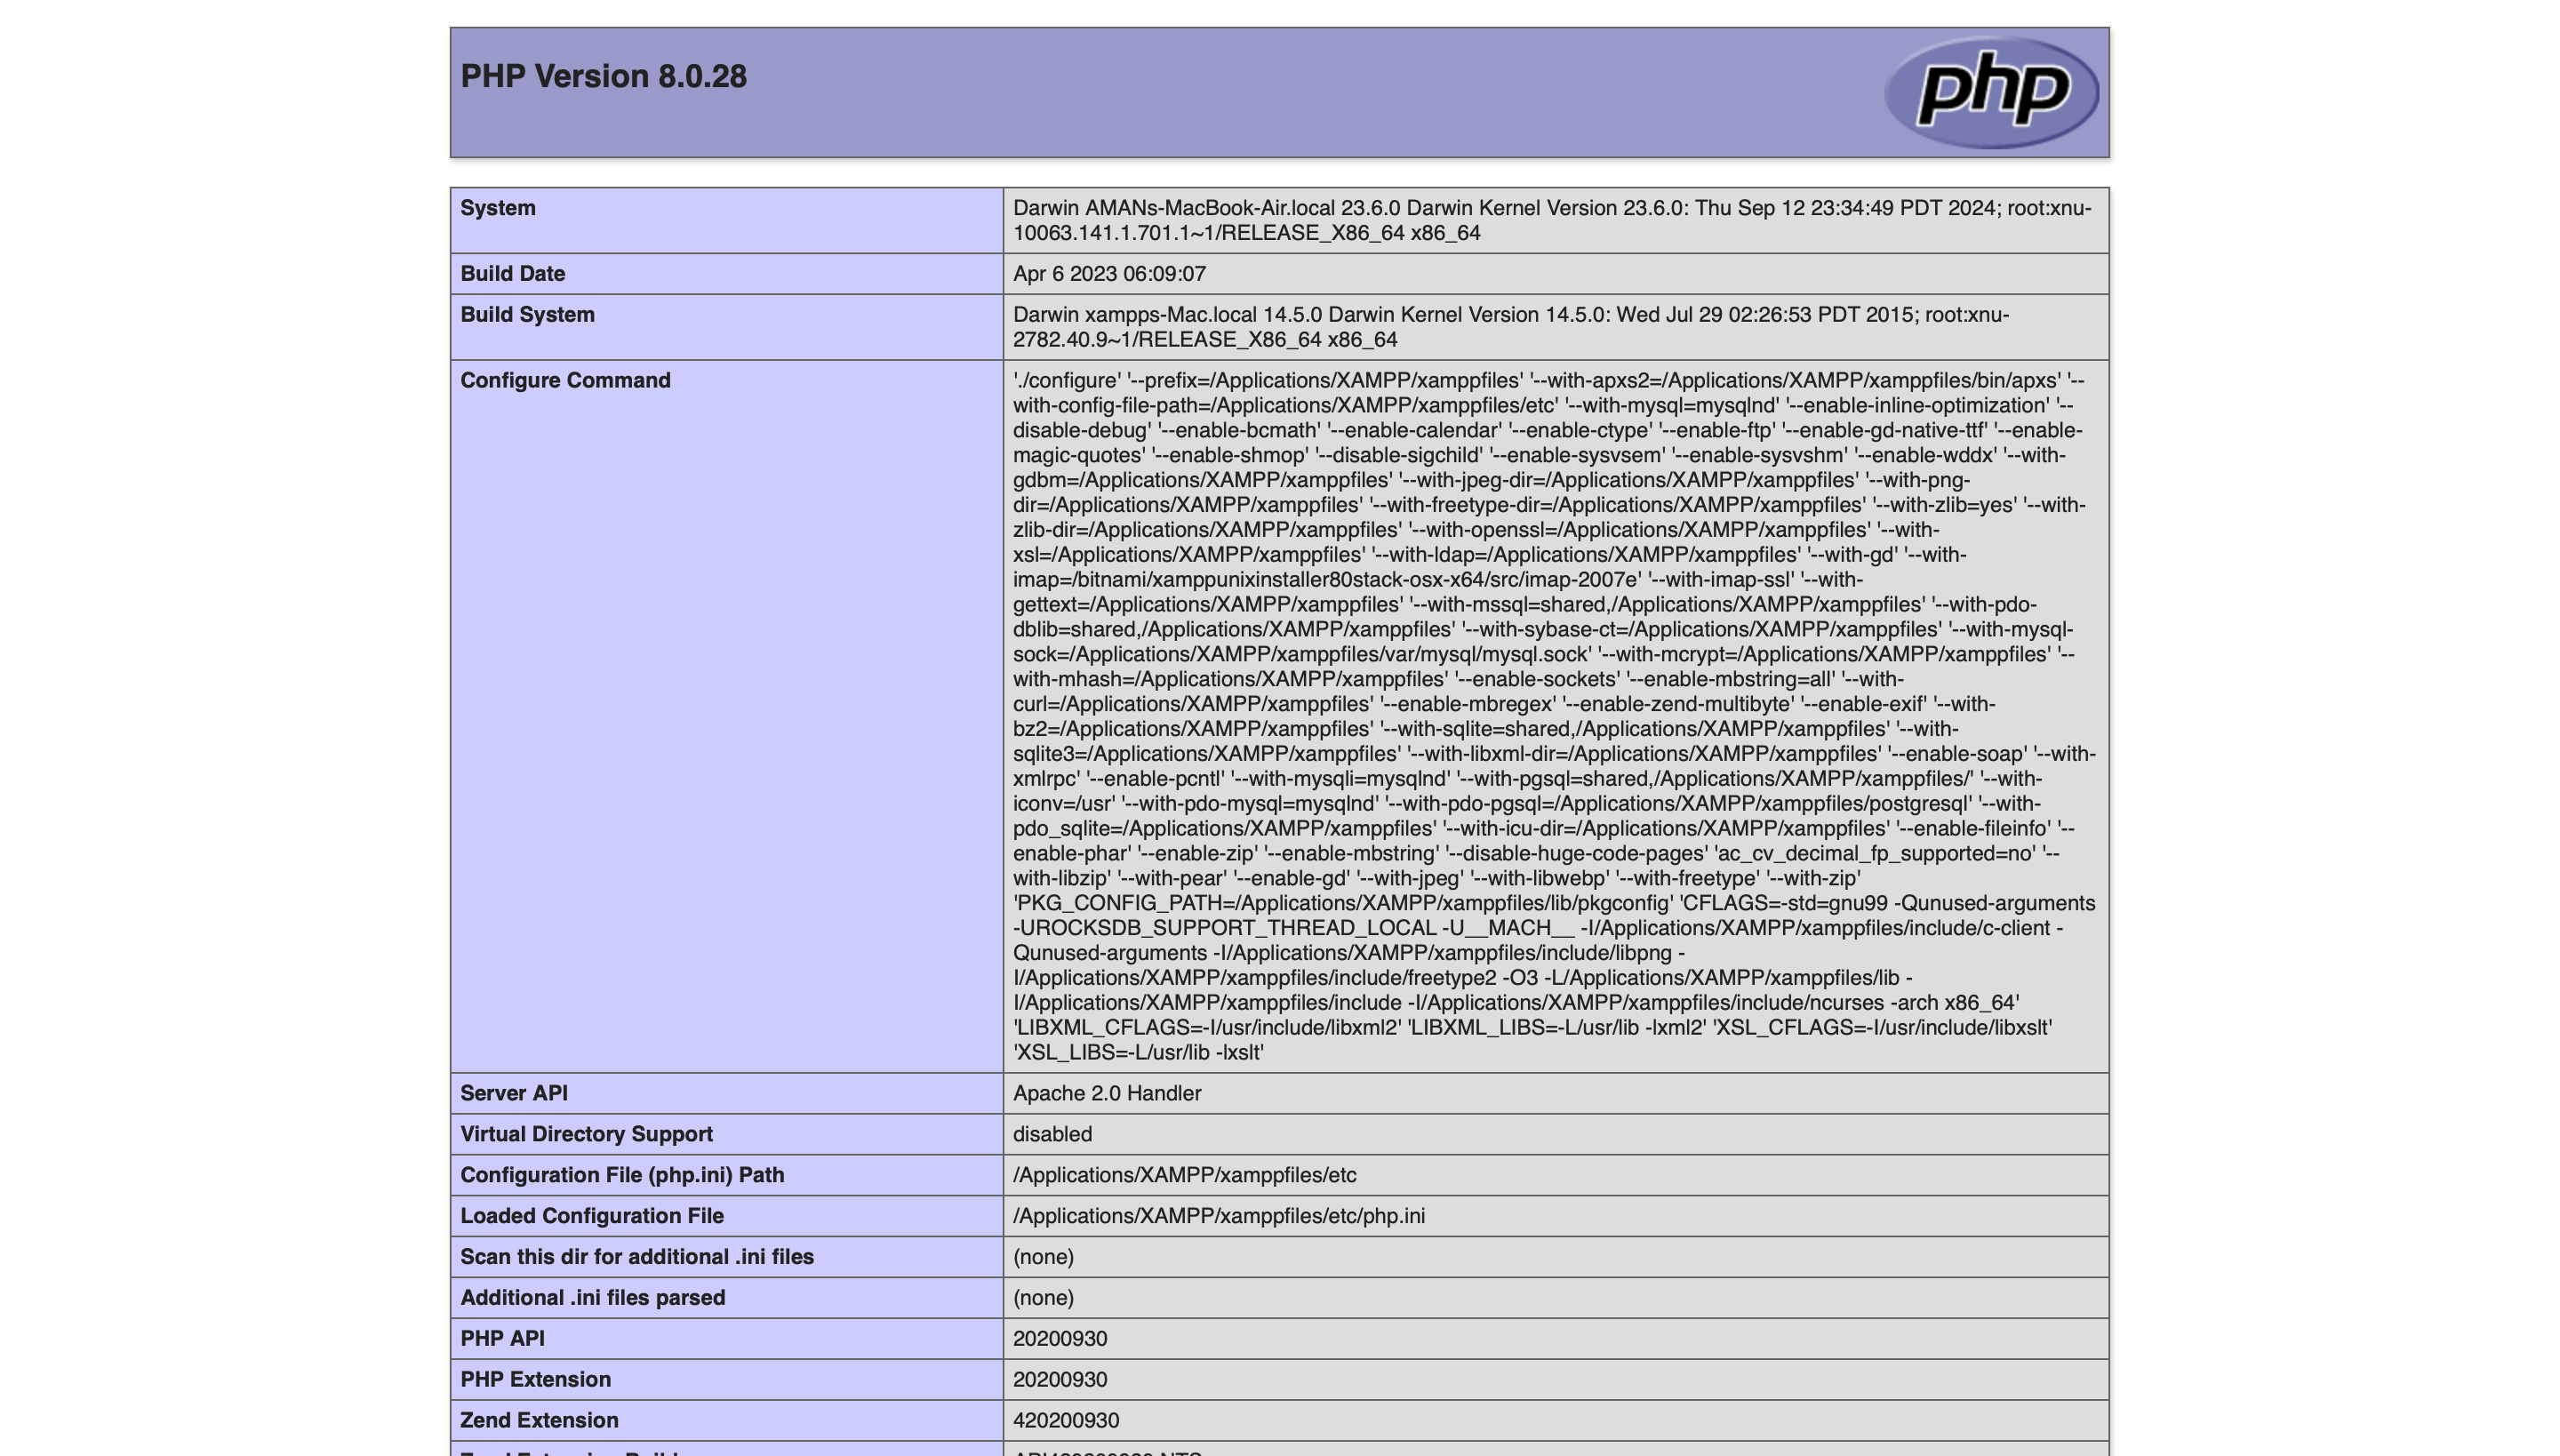 PHP Version 8.0.28
php
System
Darwin AMANs-MacBook-Air.local 23.6.0 Darwin Kernel Version 23.6.0: Thu Sep 12 23:34:49 PDT 2024; root:xnu-
10063.141.1.701.1~1/RELEASE_X86_64 x86_64
Build Date
Apr 6 2023 06:09:07
Build System
Darwin xampps-Mac.local 14.5.0 Darwin Kernel Version 14.5.0: Wed Jul 29 02:26:53 PDT 2015; root:xnu-
2782.40.9~1/RELEASE_X86_64 x86_64
Configure Command
'./configure' '--prefix=/Applications/XAMPP/xamppfiles' '--with-apxs2=/Applications/XAMPP/xamppfiles/bin/apxs' '--
with-config-file-path=/Applications/XAMPP/xamppfiles/etc' '--with-mysql=mysqlnd' '--enable-inline-optimization' '--
disable-debug' '--enable-bcmath' '--enable-calendar' '--enable-ctype' '--enable-ftp' '--enable-gd-native-ttf' '--enable-
magic-quotes' '--enable-shmop' '--disable-sigchild' '--enable-sysvsem' '--enable-sysvshm' '--enable-wddx' '--with-
gdbm=/Applications/XAMPP/xamppfiles' '--with-jpeg-dir=/Applications/XAMPP/xamppfiles' '--with-png-
dir=/Applications/XAMPP/xamppfiles' '--with-freetype-dir=/Applications/XAMPP/xamppfiles' '--with-zlib=yes' '--with-
zlib-dir=/Applications/XAMPP/xamppfiles' '--with-openssl=/Applications/XAMPP/xamppfiles' '--with-
xsl=/Applications/XAMPP/xamppfiles' '--with-ldap=/Applications/XAMPP/xamppfiles' '--with-gd' '--with-
imap=/bitnami/xamppunixinstaller80stack-osx-x64/src/imap-2007e' '--with-imap-ssl' '--with-
gettext=/Applications/XAMPP/xamppfiles' '--with-mssql=shared,/Applications/XAMPP/xamppfiles' '--with-pdo-
dblib=shared,/Applications/XAMPP/xamppfiles' '--with-sybase-ct=/Applications/XAMPP/xamppfiles' '--with-mysql-
sock=/Applications/XAMPP/xamppfiles/var/mysql/mysql.sock' '--with-mcrypt=/Applications/XAMPP/xamppfiles' '--
with-mhash=/Applications/XAMPP/xamppfiles' '--enable-sockets' '--enable-mbstring=all' '--with-
curl=/Applications/XAMPP/xamppfiles' '--enable-mbregex' '--enable-zend-multibyte' '--enable-exif' '--with-
bz2=/Applications/XAMPP/xamppfiles' '--with-sqlite=shared,/Applications/XAMPP/xamppfiles' '--with-
sqlite3=/Applications/XAMPP/xamppfiles' '--with-libxml-dir=/Applications/XAMPP/xamppfiles' '--enable-soap' '--with-
xmlrpc' '--enable-pcntl' '--with-mysqli=mysqlnd' '--with-pgsql=shared,/Applications/XAMPP/xamppfiles/' '--with-
iconv=/usr' '--with-pdo-mysql=mysqlnd' '--with-pdo-pgsql=/Applications/XAMPP/xamppfiles/postgresql' '--with-
pdo_sqlite=/Applications/XAMPP/xamppfiles' '--with-icu-dir=/Applications/XAMPP/xamppfiles' '--enable-fileinfo' '--
enable-phar' '--enable-zip' '--enable-mbstring' '--disable-huge-code-pages' 'ac_cv_decimal_fp_supported=no' '--
with-libzip' '--with-pear' '--enable-gd' '--with-jpeg' '--with-libwebp' '--with-freetype' '--with-zip'
'PKG_CONFIG_PATH=/Applications/XAMPP/xamppfiles/lib/pkgconfig' 'CFLAGS=-std=gnu99 -Qunused-arguments
-UROCKSDB_SUPPORT_THREAD_LOCAL -U__MACH__ -I/Applications/XAMPP/xamppfiles/include/c-client -
Qunused-arguments -I/Applications/XAMPP/xamppfiles/include/libpng -
I/Applications/XAMPP/xamppfiles/include/freetype2 -O3 -L/Applications/XAMPP/xamppfiles/lib -
I/Applications/XAMPP/xamppfiles/include -I/Applications/XAMPP/xamppfiles/include/ncurses -arch x86_64'
'LIBXML_CFLAGS=-I/usr/include/libxml2' 'LIBXML_LIBS=-L/usr/lib -lxml2' 'XSL_CFLAGS=-I/usr/include/libxslt'
'XSL_LIBS=-L/usr/lib -lxslt'
Server API
Apache 2.0 Handler
Virtual Directory Support
disabled
Configuration File (php.ini) Path
/Applications/XAMPP/xamppfiles/etc
Loaded Configuration File
/Applications/XAMPP/xamppfiles/etc/php.ini
Scan this dir for additional .ini files
(none)
Additional .ini files parsed
(none)
PHP API
20200930
PHP Extension
20200930
Zend Extension
420200930